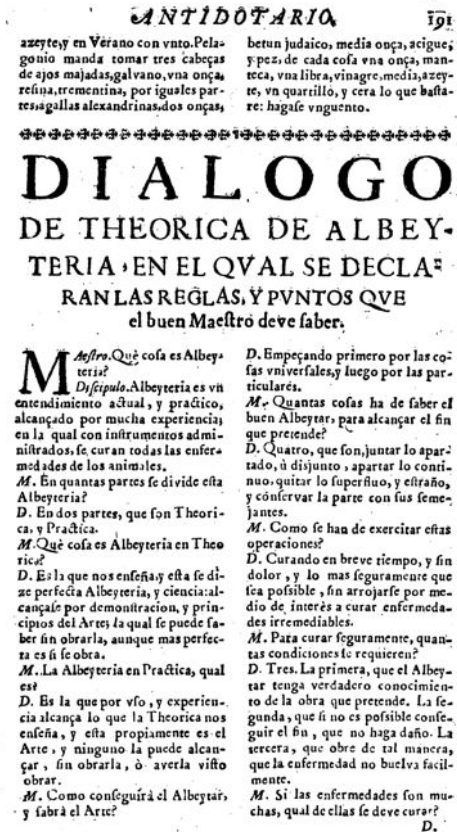 ANTIDOTARIO. 191
azeyte,y en Verano con vnto.Pela-
gonio manda tomar tres cabeças
de ajos majadas,galvano,vna onça,
resina,trementina, por iguales par-
tes,agallas alexandrinas,dos onças,
betun judaico, media onça, acigue,
y pez, de cada cosa vna onça, man-
teca, vna libra,vinagre,media,azey-
te, vn quartillo, y cera lo que basta-
re: hagase vnguento.
DIALOGO
DE THEORICA DE ALBEY-
TERIA, EN EL QVAL SE DECLA-
RAN LAS REGLAS, Y PVNTOS QVE
el buen Maestro deve saber.
Maestro.Què cosa es Albey-
teria?
Discipulo.Albeyteria es vn
entendimiento actual, y practico,
alcançado por mucha experiencia;
en la qual con instrumentos admi-
nistrados, se curan todas las enfer-
medades de los animales.
M. En quantas partes se divide esta
Albeyteria?
D. En dos partes, que son Theori-
ca, y Practica.
M.Què cosa es Albeyteria en Theo
rica?
D. Es la que nos enseña,y esta se di-
ze perfecta Albeyteria, y ciencia:al-
cançase por demonstracion, y prin-
cipios del Arte; la qual se puede sa-
ber sin obrarla, aunque mas perfec-
ta es si se obra.
M..La Albeyteria en Practica, qual
es?
D. Es la que por vso, y experien-
cia alcança lo que la Theorica nos
enseña, y esta propiamente es el
Arte, y ninguno la puede alcan-
çar, sin obrarla, ò averla visto
obrar.
M. Como conseguirà el Albeytar,
y sabrà el Arte?
D. Empeçando primero por las co-
sas vniversales,y luego por las par-
ticulares.
M. Quantas cosas ha de saber el
buen Albeytar, para alcançar el fin
que pretende?
D. Quatro, que son,juntar lo apar-
tado, ù disjunto, apartar lo conti-
nuo, quitar lo superfluo, y estraño,
y conservar la parte con sus seme-
jantes.
M. Como se han de exercitar estas
operaciones?
D. Curando en breve tiempo, y sin
dolor, y lo mas seguramente que
sea possible, sin arrojarse por me-
dio de interès a curar enfermeda-
des irremediables.
M. Para curar seguramente, quan-
tas condiciones se requieren?
D. Tres. La primera, que el Albey-
tar tenga verdadero conocimien-
to de la obra que pretende. La se-
gunda, que si no es possible conse-
guir el fin, que no haga daño. La
tercera, que obre de tal manera,
que la enfermedad no buelva facil-
mente.
M. Si las enfermedades son mu-
chas, qual de ellas se deve curar?
D.